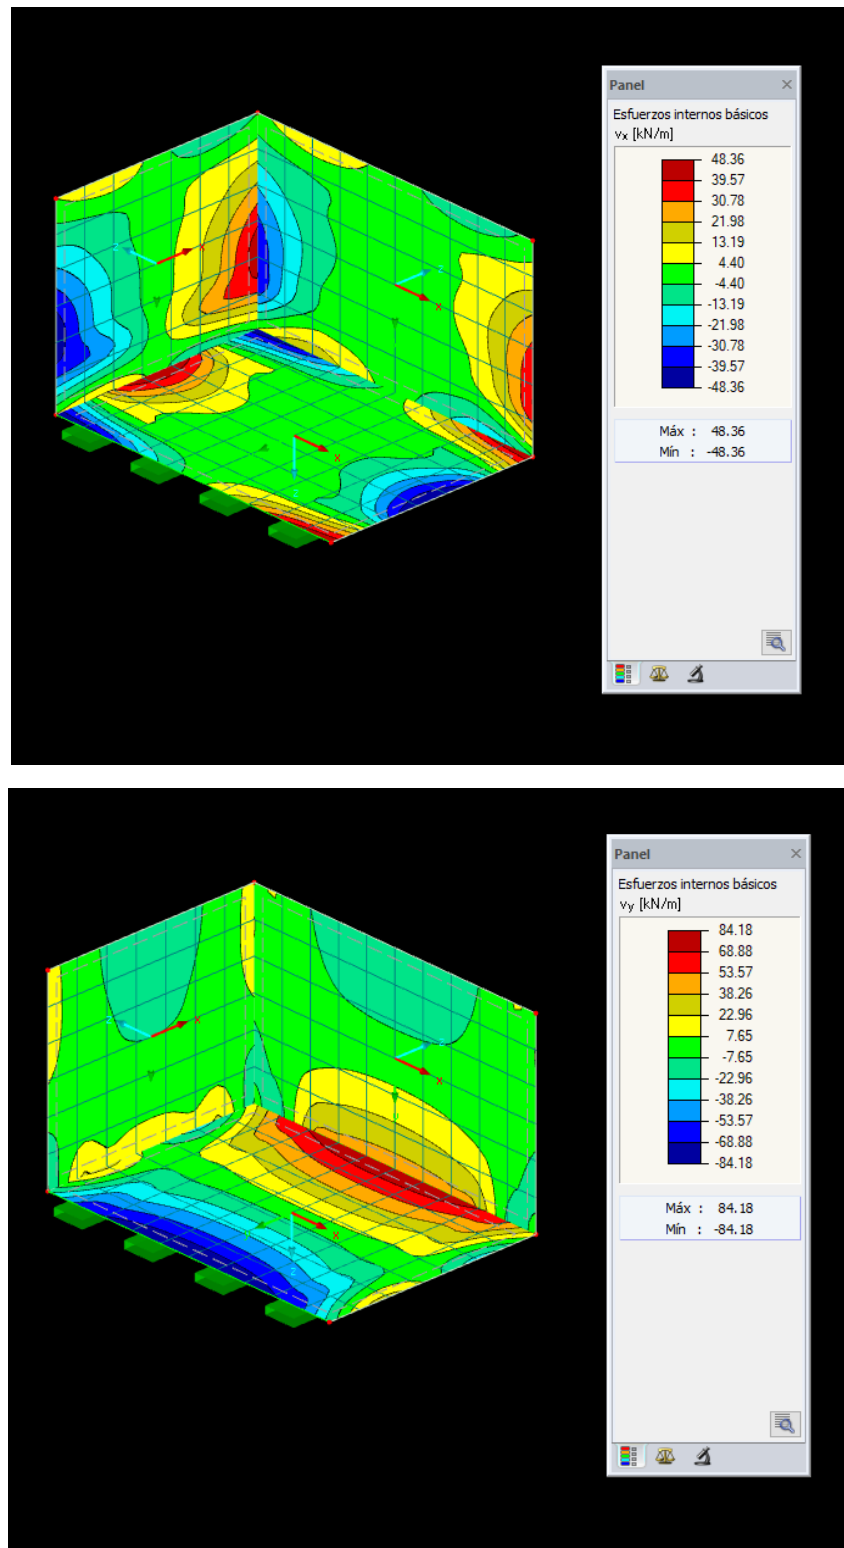 Panel
Esfuerzos internos básicos
vx [kN/m]
48.36
39.57
30.78
21.98
13.19
4.40
-4.40
-13.19
-21.98
-30.78
-39.57
-48.36
Máx : 48.36
Mín : -48.36
z
x
y
z
x
y
x
z
Panel
Esfuerzos internos básicos
vy [kN/m]
84.18
68.88
53.57
38.26
22.96
7.65
-7.65
-22.96
-38.26
-53.57
-68.88
-84.18
Máx : 84.18
Mín : -84.18
z
x
y
z
x
y
x
z